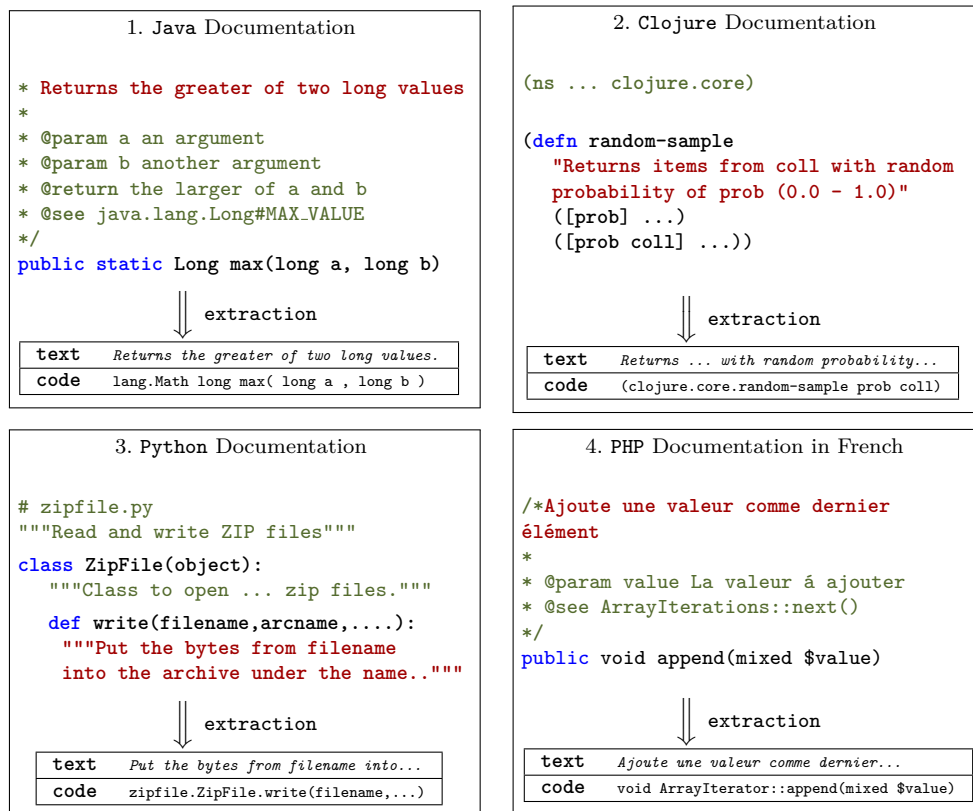 1. Java Documentation
* Returns the greater of two long values
*
* @param a an argument
* @param b another argument
* @return the larger of a and b
* @see java.lang.Long#MAX_VALUE
*/
public static Long max(long a, long b)
extraction
text Returns the greater of two long values.
code lang.Math long max( long a , long b )
2. Clojure Documentation
(ns ... clojure.core)
(defn random-sample
"Returns items from coll with random
probability of prob (0.0 - 1.0)"
([prob] ...)
([prob coll] ...))
extraction
text Returns ... with random probability...
code (clojure.core.random-sample prob coll)
3. Python Documentation
# zipfile.py
"""Read and write ZIP files"""
class ZipFile(object):
"""Class to open ... zip files."""
def write(filename,arcname,....):
"""Put the bytes from filename
into the archive under the name.."""
extraction
text Put the bytes from filename into...
code zipfile.ZipFile.write(filename,...)
4. PHP Documentation in French
/*Ajoute une valeur comme dernier
élément
*
* @param value La valeur á ajouter
* @see ArrayIterations::next()
*/
public void append(mixed $value)
extraction
text Ajoute une valeur comme dernier...
code void ArrayIterator::append(mixed $value)